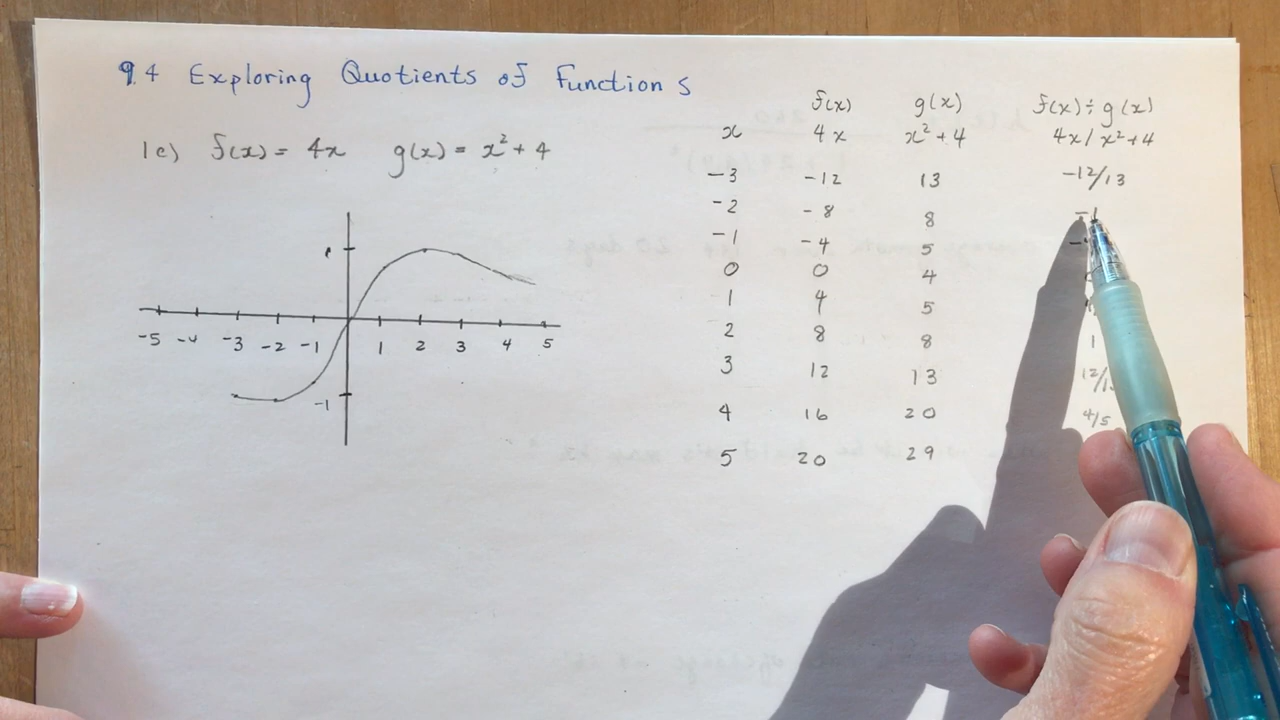 9.4 Exploring Quotients of Functions
1c) f(x) = 4x g(x) = x² + 4
1
-5 -4 -3 -2 -1 1 2 3 4 5
-1
f(x) g(x) f(x) ÷ g(x)
x 4x x² + 4 4x / x² + 4
-3 -12 13 -12/13
-2 -8 8 -1
-1 -4 5
0 0 4
1 4 5
2 8 8 1
3 12 13
4 16 20 4/5
5 20 29